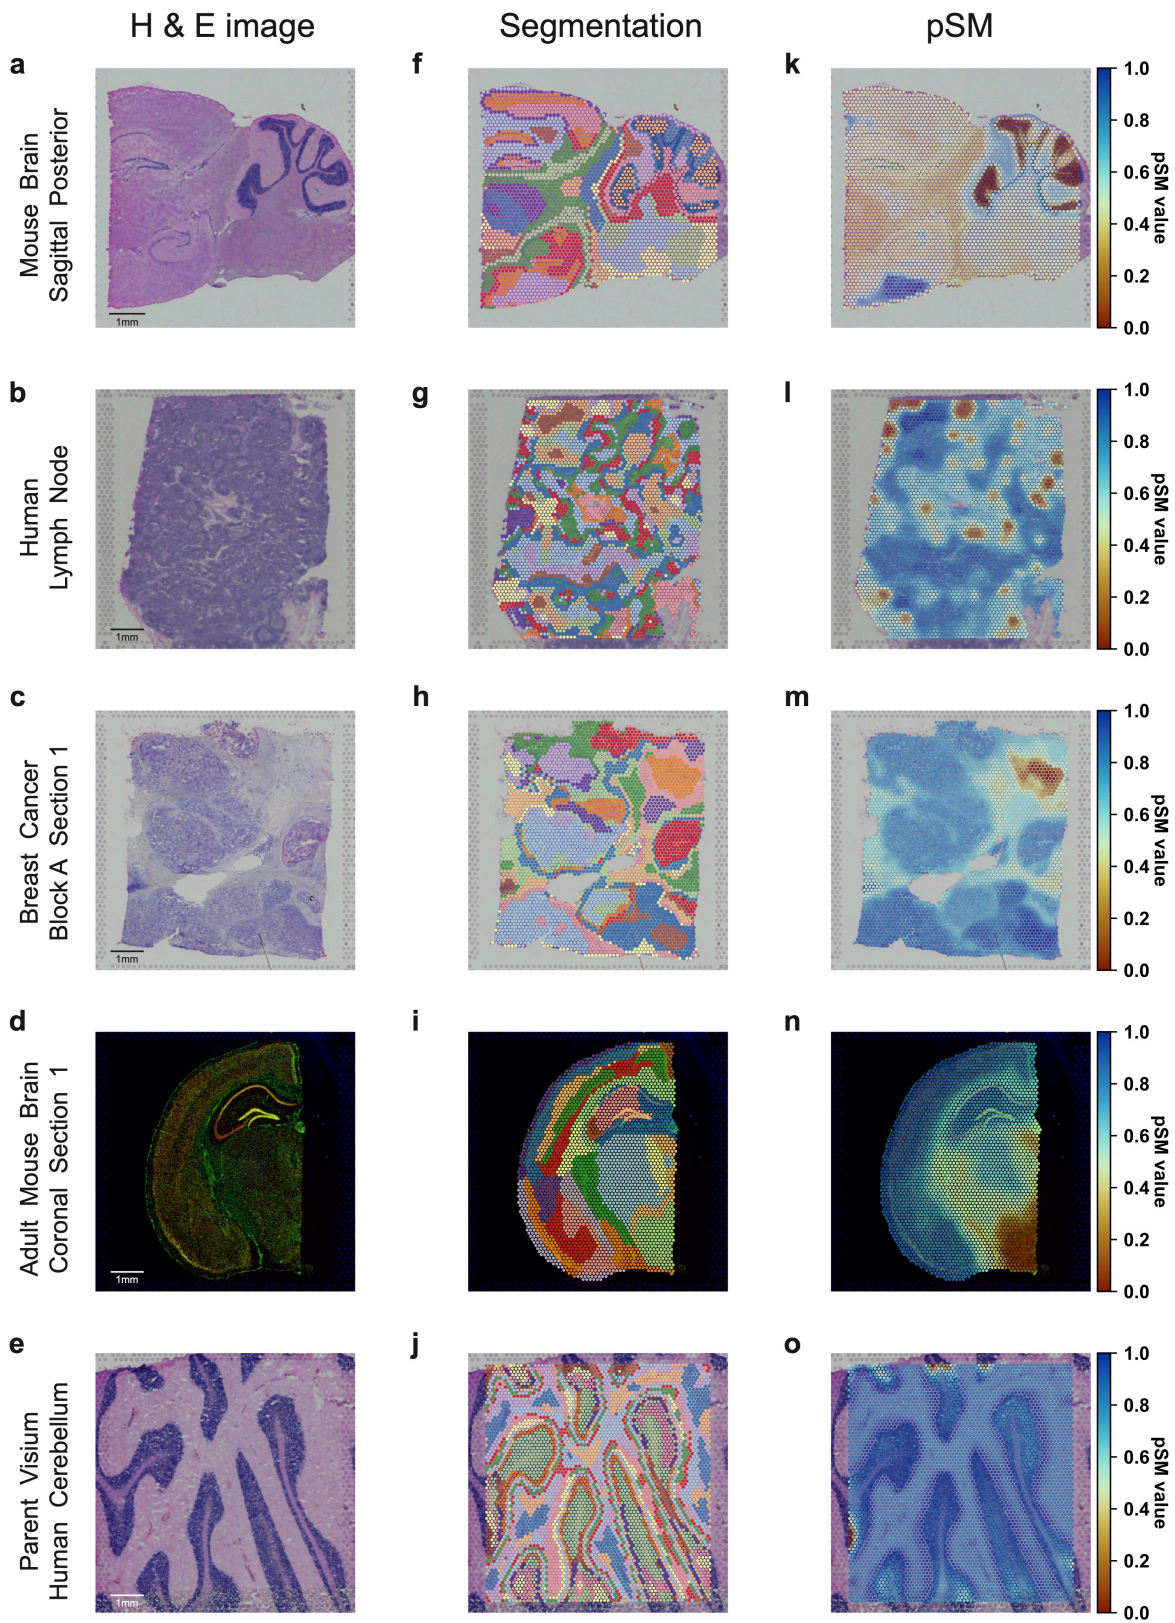 H & E image
Segmentation
pSM
a
f
k
Mouse Brain
Sagittal Posterior
1mm
1.0
0.8
0.6
0.4
0.2
0.0
pSM value
b
g
l
Human
Lymph Node
1mm
1.0
0.8
0.6
0.4
0.2
0.0
pSM value
c
h
m
Breast Cancer
Block A Section 1
1mm
1.0
0.8
0.6
0.4
0.2
0.0
pSM value
d
i
n
Adult Mouse Brain
Coronal Section 1
1mm
1.0
0.8
0.6
0.4
0.2
0.0
pSM value
e
j
o
Parent Visium
Human Cerebellum
1mm
1.0
0.8
0.6
0.4
0.2
0.0
pSM value